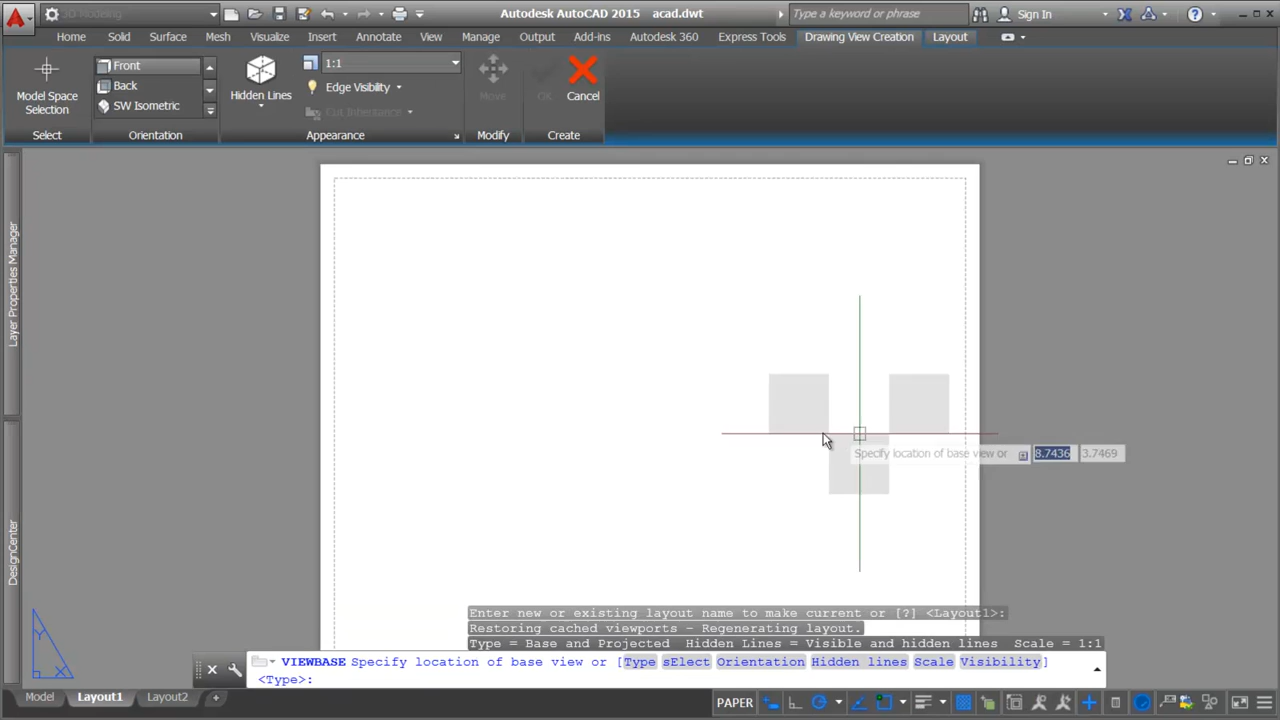 3D Modeling
Autodesk AutoCAD 2015 acad.dwt
Type a keyword or phrase
Sign In
Home Solid Surface Mesh Visualize Insert Annotate View Manage Output Add-ins Autodesk 360 Express Tools Drawing View Creation Layout
Model Space
Selection
Front
Back
SW Isometric
Hidden Lines
1:1
Edge Visibility
Cut Inheritance
Move
OK
Cancel
Select Orientation Appearance Modify Create
Layer Properties Manager
DesignCenter
Specify location of base view or 8.7436 3.7469
Y
X
Enter new or existing layout name to make current or [?] <Layout1>:
Restoring cached viewports - Regenerating layout.
Type = Base and Projected Hidden Lines = Visible and hidden lines Scale = 1:1
VIEWBASE Specify location of base view or [Type sElect Orientation Hidden lines Scale Visibility]
<Type>:
Model Layout1 Layout2 +
PAPER